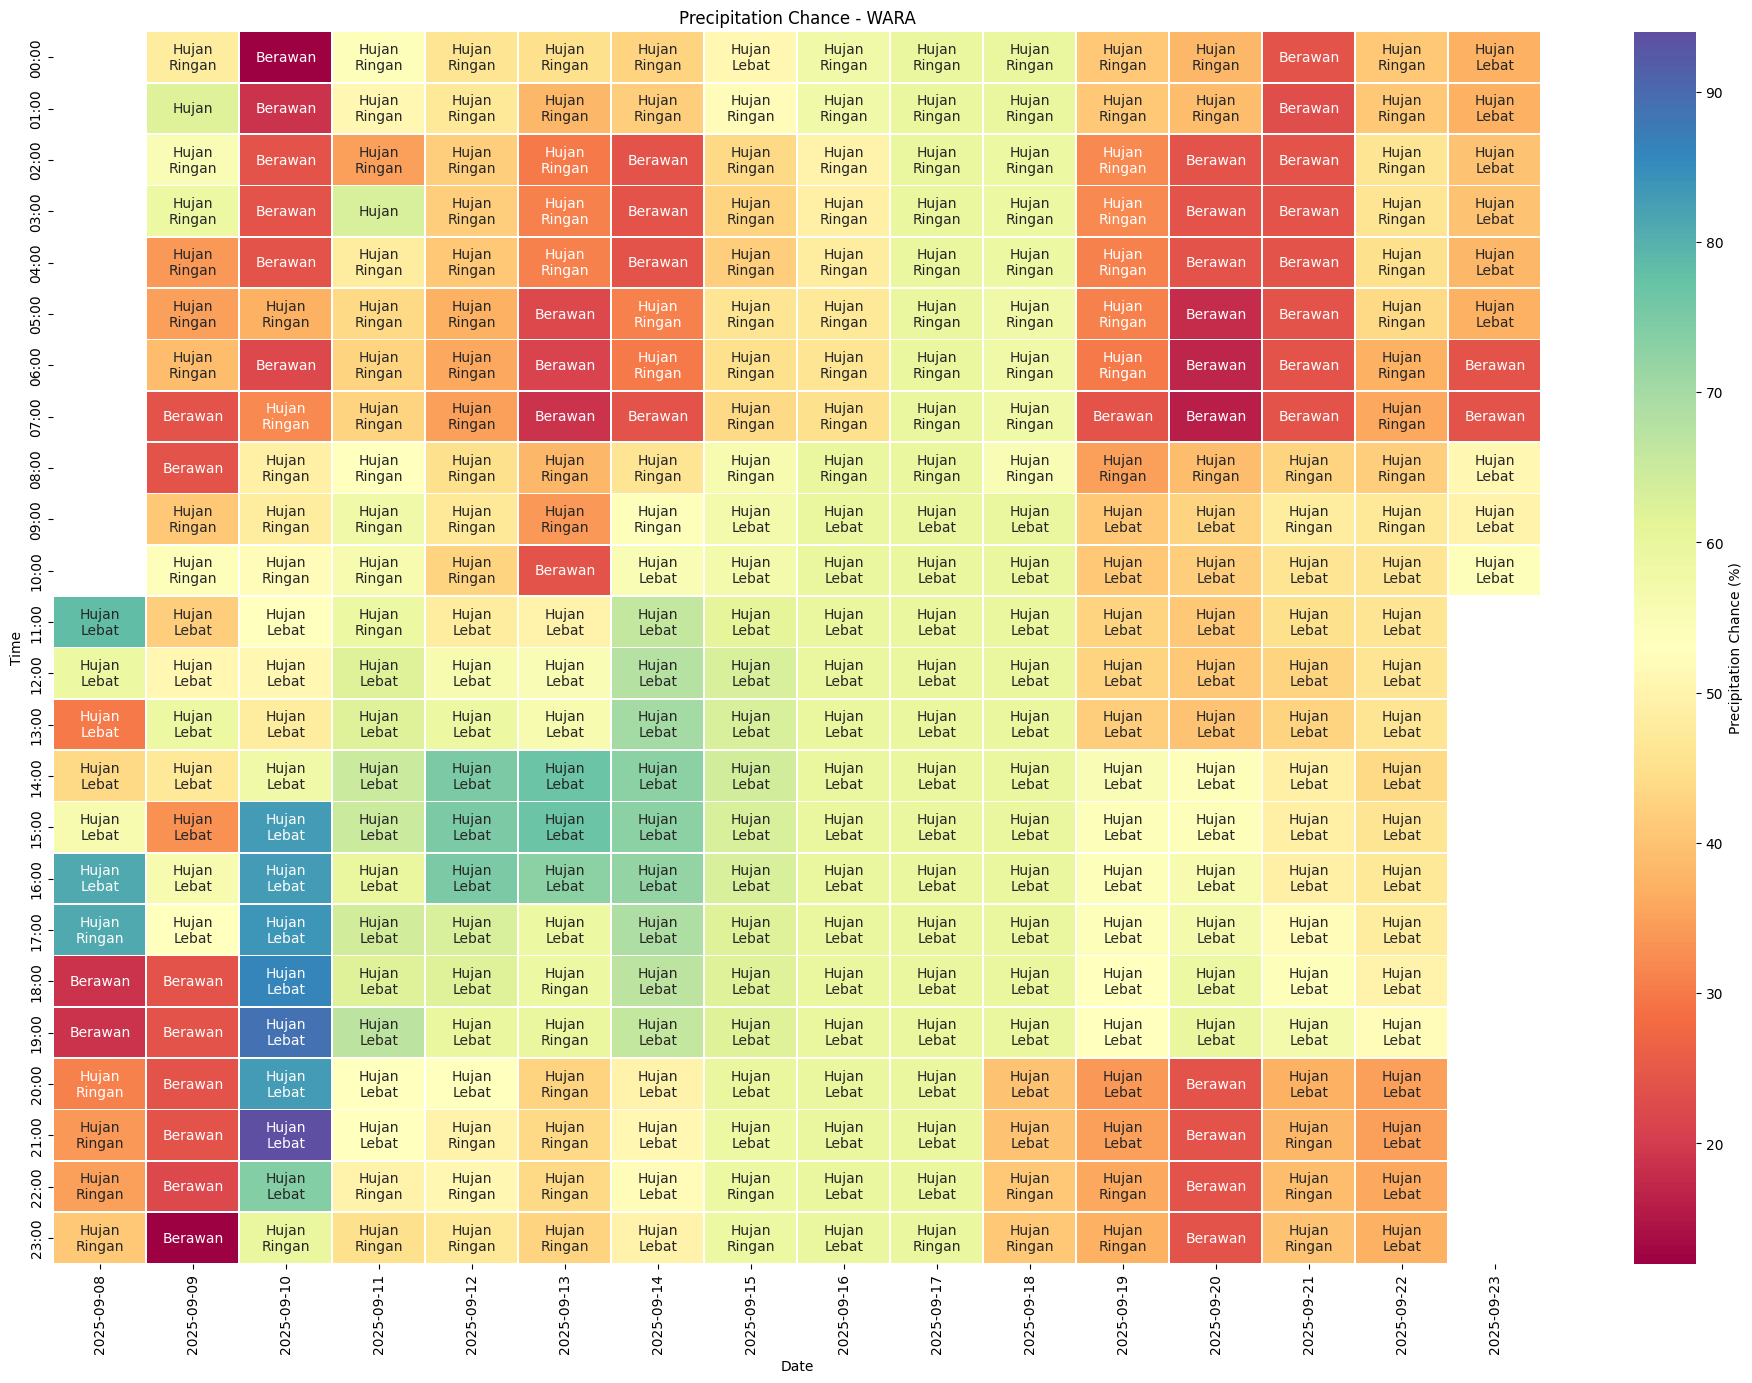 Precipitation Chance - WARA
00:00 Hujan Ringan Berawan Hujan Ringan Hujan Ringan Hujan Ringan Hujan Ringan Hujan Lebat Hujan Ringan Hujan Ringan Hujan Ringan Hujan Ringan Hujan Ringan Berawan Hujan Ringan Hujan Lebat
01:00 Hujan Berawan Hujan Ringan Hujan Ringan Hujan Ringan Hujan Ringan Hujan Ringan Hujan Ringan Hujan Ringan Hujan Ringan Hujan Ringan Hujan Ringan Berawan Hujan Ringan Hujan Lebat
02:00 Hujan Ringan Berawan Hujan Ringan Hujan Ringan Hujan Ringan Berawan Hujan Ringan Hujan Ringan Hujan Ringan Hujan Ringan Hujan Ringan Berawan Berawan Hujan Ringan Hujan Lebat
03:00 Hujan Ringan Berawan Hujan Hujan Ringan Hujan Ringan Berawan Hujan Ringan Hujan Ringan Hujan Ringan Hujan Ringan Hujan Ringan Berawan Berawan Hujan Ringan Hujan Lebat
04:00 Hujan Ringan Berawan Hujan Ringan Hujan Ringan Hujan Ringan Berawan Hujan Ringan Hujan Ringan Hujan Ringan Hujan Ringan Hujan Ringan Berawan Berawan Hujan Ringan Hujan Lebat
05:00 Hujan Ringan Hujan Ringan Hujan Ringan Hujan Ringan Berawan Hujan Ringan Hujan Ringan Hujan Ringan Hujan Ringan Hujan Ringan Hujan Ringan Berawan Berawan Hujan Ringan Hujan Lebat
06:00 Hujan Ringan Berawan Hujan Ringan Hujan Ringan Berawan Hujan Ringan Hujan Ringan Hujan Ringan Hujan Ringan Hujan Ringan Hujan Ringan Berawan Berawan Hujan Ringan Berawan
07:00 Berawan Hujan Ringan Hujan Ringan Hujan Ringan Berawan Berawan Hujan Ringan Hujan Ringan Hujan Ringan Hujan Ringan Berawan Berawan Berawan Hujan Ringan Berawan
08:00 Berawan Hujan Ringan Hujan Ringan Hujan Ringan Hujan Ringan Hujan Ringan Hujan Ringan Hujan Ringan Hujan Ringan Hujan Ringan Hujan Ringan Hujan Ringan Hujan Ringan Hujan Ringan Hujan Lebat
09:00 Hujan Ringan Hujan Ringan Hujan Ringan Hujan Ringan Hujan Ringan Hujan Ringan Hujan Lebat Hujan Lebat Hujan Lebat Hujan Lebat Hujan Lebat Hujan Lebat Hujan Ringan Hujan Ringan Hujan Lebat
10:00 Hujan Ringan Hujan Ringan Hujan Ringan Hujan Ringan Berawan Hujan Lebat Hujan Lebat Hujan Lebat Hujan Lebat Hujan Lebat Hujan Lebat Hujan Lebat Hujan Lebat Hujan Lebat Hujan Lebat
11:00 Hujan Lebat Hujan Lebat Hujan Lebat Hujan Ringan Hujan Lebat Hujan Lebat Hujan Lebat Hujan Lebat Hujan Lebat Hujan Lebat Hujan Lebat Hujan Lebat Hujan Lebat Hujan Lebat Hujan Lebat
12:00 Hujan Lebat Hujan Lebat Hujan Lebat Hujan Lebat Hujan Lebat Hujan Lebat Hujan Lebat Hujan Lebat Hujan Lebat Hujan Lebat Hujan Lebat Hujan Lebat Hujan Lebat Hujan Lebat Hujan Lebat
13:00 Hujan Lebat Hujan Lebat Hujan Lebat Hujan Lebat Hujan Lebat Hujan Lebat Hujan Lebat Hujan Lebat Hujan Lebat Hujan Lebat Hujan Lebat Hujan Lebat Hujan Lebat Hujan Lebat Hujan Lebat
14:00 Hujan Lebat Hujan Lebat Hujan Lebat Hujan Lebat Hujan Lebat Hujan Lebat Hujan Lebat Hujan Lebat Hujan Lebat Hujan Lebat Hujan Lebat Hujan Lebat Hujan Lebat Hujan Lebat Hujan Lebat
15:00 Hujan Lebat Hujan Lebat Hujan Lebat Hujan Lebat Hujan Lebat Hujan Lebat Hujan Lebat Hujan Lebat Hujan Lebat Hujan Lebat Hujan Lebat Hujan Lebat Hujan Lebat Hujan Lebat Hujan Lebat
16:00 Hujan Lebat Hujan Lebat Hujan Lebat Hujan Lebat Hujan Lebat Hujan Lebat Hujan Lebat Hujan Lebat Hujan Lebat Hujan Lebat Hujan Lebat Hujan Lebat Hujan Lebat Hujan Lebat Hujan Lebat
17:00 Hujan Ringan Hujan Lebat Hujan Lebat Hujan Lebat Hujan Lebat Hujan Lebat Hujan Lebat Hujan Lebat Hujan Lebat Hujan Lebat Hujan Lebat Hujan Lebat Hujan Lebat Hujan Lebat Hujan Lebat
18:00 Berawan Berawan Hujan Lebat Hujan Lebat Hujan Lebat Hujan Ringan Hujan Lebat Hujan Lebat Hujan Lebat Hujan Lebat Hujan Lebat Hujan Lebat Hujan Lebat Hujan Lebat Hujan Lebat
19:00 Berawan Berawan Hujan Lebat Hujan Lebat Hujan Lebat Hujan Ringan Hujan Lebat Hujan Lebat Hujan Lebat Hujan Lebat Hujan Lebat Hujan Lebat Hujan Lebat Hujan Lebat Hujan Lebat
20:00 Hujan Ringan Berawan Hujan Lebat Hujan Lebat Hujan Lebat Hujan Ringan Hujan Lebat Hujan Lebat Hujan Lebat Hujan Lebat Hujan Lebat Hujan Lebat Berawan Hujan Lebat Hujan Lebat
21:00 Hujan Ringan Berawan Hujan Lebat Hujan Lebat Hujan Ringan Hujan Ringan Hujan Lebat Hujan Lebat Hujan Lebat Hujan Lebat Hujan Lebat Hujan Lebat Berawan Hujan Ringan Hujan Lebat
22:00 Hujan Ringan Berawan Hujan Lebat Hujan Ringan Hujan Ringan Hujan Ringan Hujan Lebat Hujan Ringan Hujan Lebat Hujan Lebat Hujan Ringan Hujan Ringan Berawan Hujan Ringan Hujan Lebat
23:00 Hujan Ringan Berawan Hujan Ringan Hujan Ringan Hujan Ringan Hujan Ringan Hujan Lebat Hujan Ringan Hujan Lebat Hujan Ringan Hujan Ringan Hujan Ringan Berawan Hujan Ringan Hujan Lebat
Time
2025-09-08 2025-09-09 2025-09-10 2025-09-11 2025-09-12 2025-09-13 2025-09-14 2025-09-15 2025-09-16 2025-09-17 2025-09-18 2025-09-19 2025-09-20 2025-09-21 2025-09-22 2025-09-23
Date
90
80
70
60
50
40
30
20
Precipitation Chance (%)